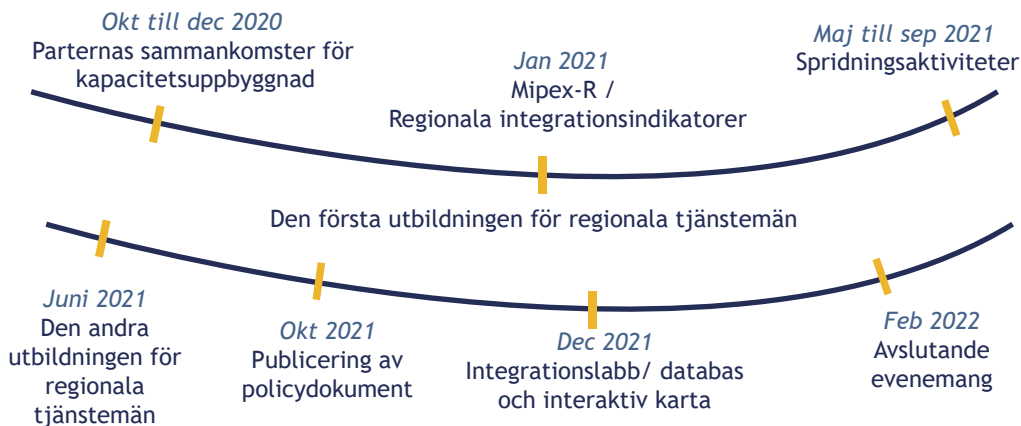 Okt till dec 2020
Parternas sammankomster för
kapacitetsuppbyggnad
Jan 2021
Mipex-R /
Regionala integrationsindikatorer
Maj till sep 2021
Spridningsaktiviteter
Den första utbildningen för regionala tjänstemän
Juni 2021
Den andra
utbildningen för
regionala
tjänstemän
Okt 2021
Publicering av
policydokument
Dec 2021
Integrationslabb/ databas
och interaktiv karta
Feb 2022
Avslutande
evenemang